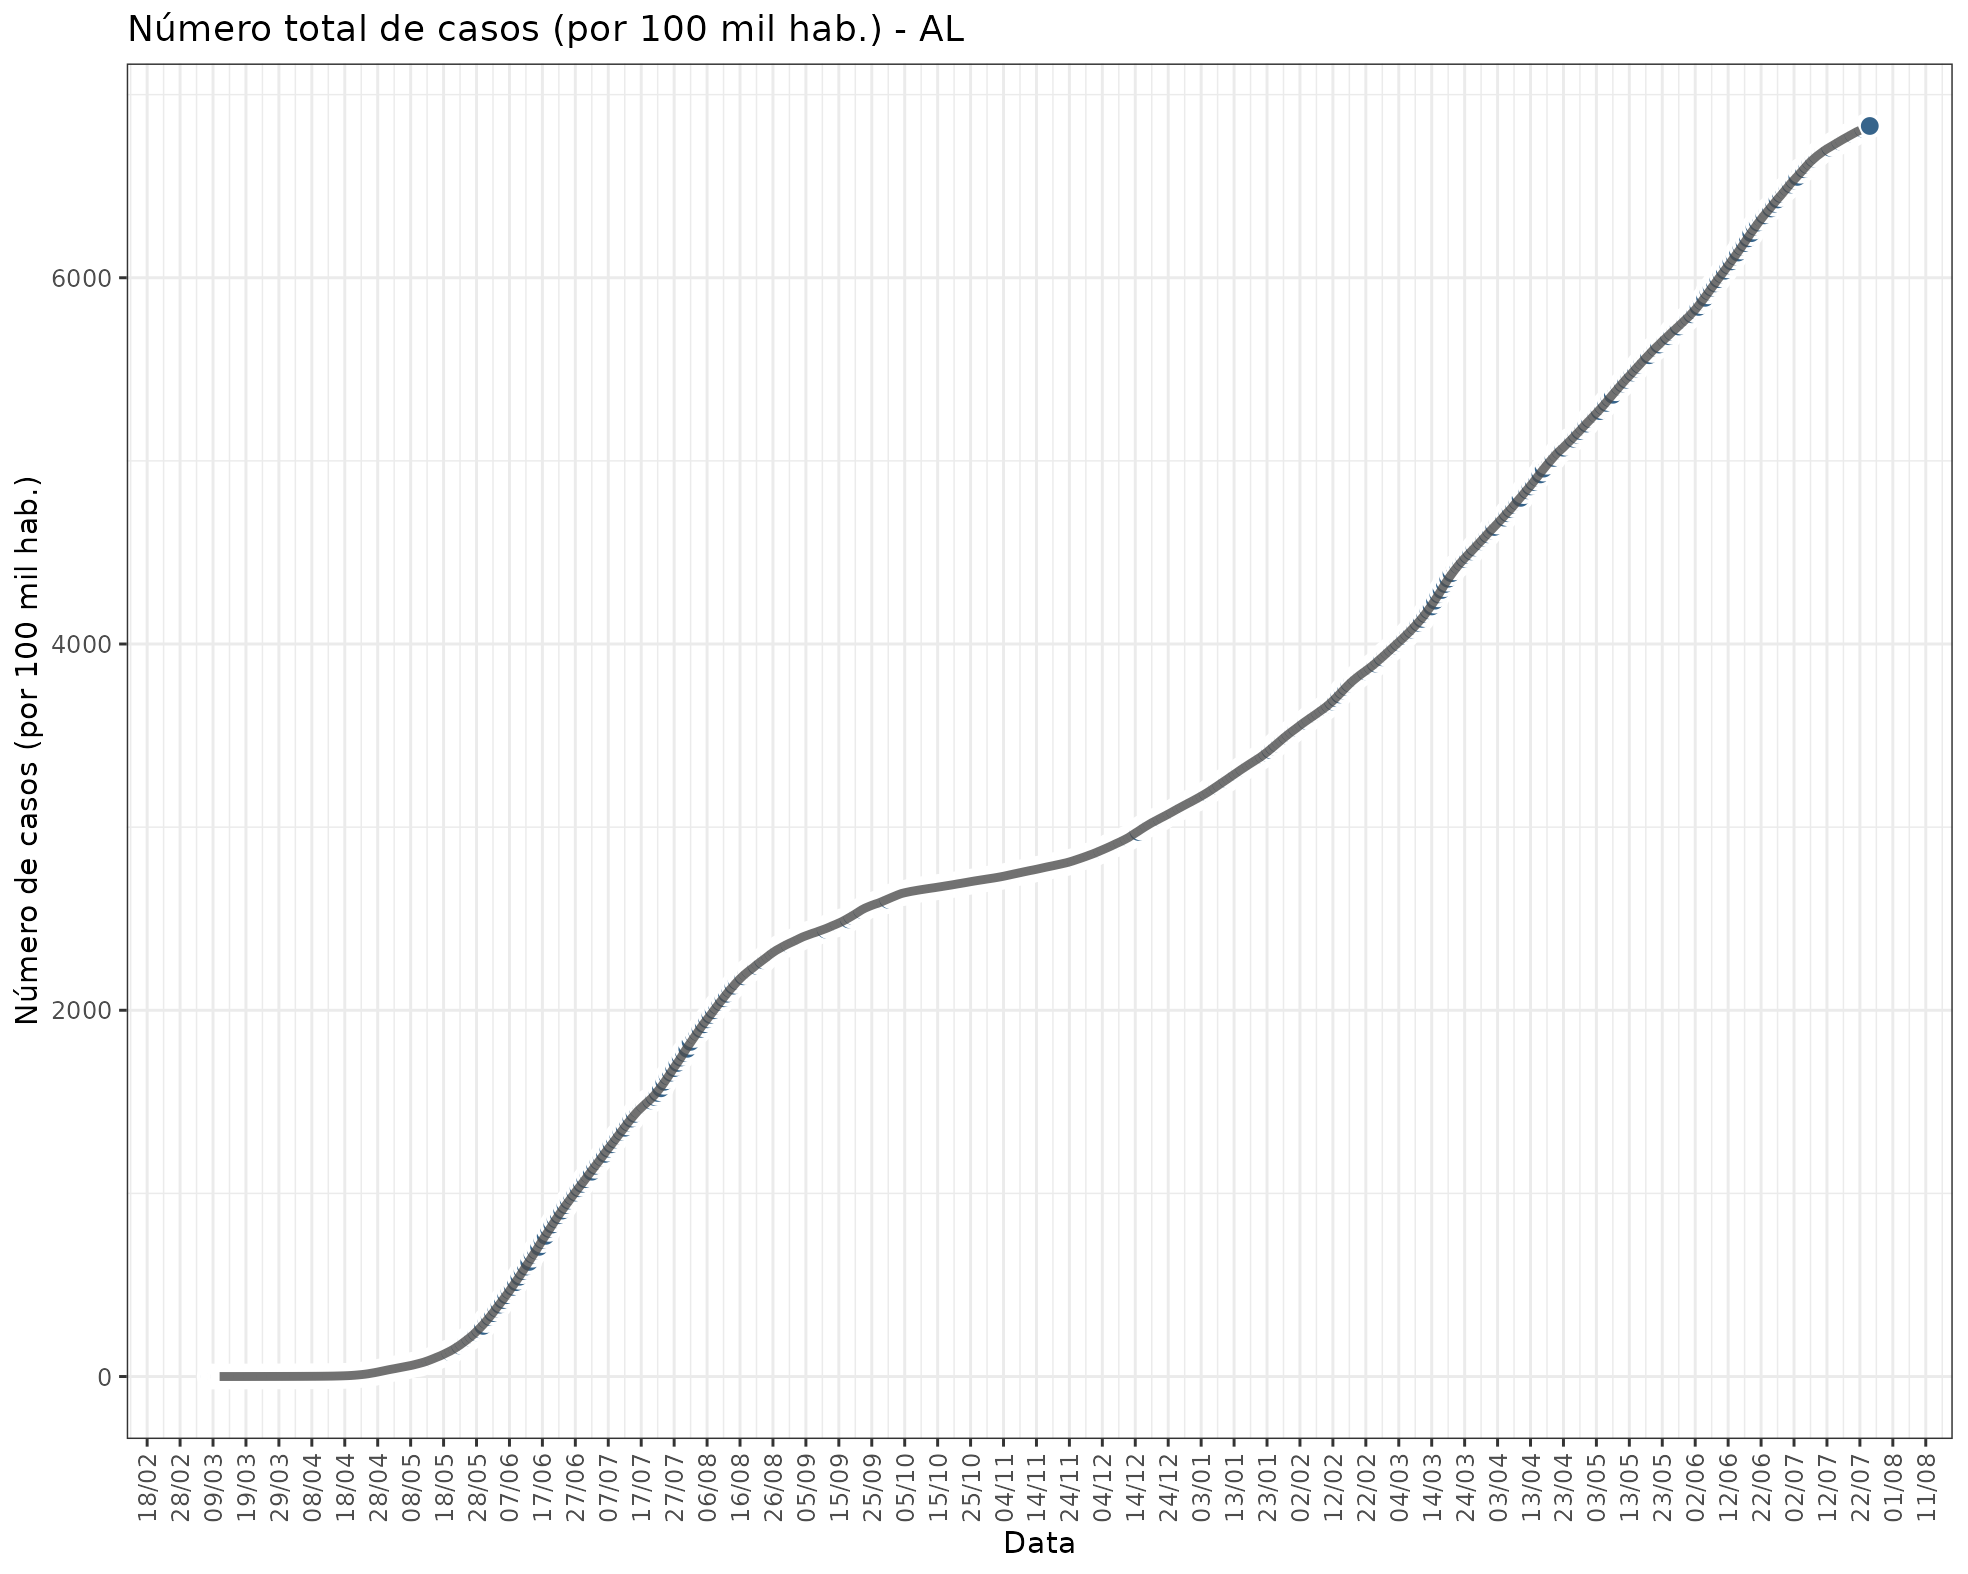 Número total de casos (por 100 mil hab.) - AL
Número de casos (por 100 mil hab.)
6000
4000
2000
0
18/02 28/02 09/03 19/03 29/03 08/04 18/04 28/04 08/05 18/05 28/05 07/06 17/06 27/06 07/07 17/07 27/07 06/08 16/08 26/08 05/09 15/09 25/09 05/10 15/10 25/10 04/11 14/11 24/11 04/12 14/12 24/12 03/01 13/01 23/01 02/02 12/02 22/02 04/03 14/03 24/03 03/04 13/04 23/04 03/05 13/05 23/05 02/06 12/06 22/06 02/07 12/07 22/07 01/08 11/08
Data